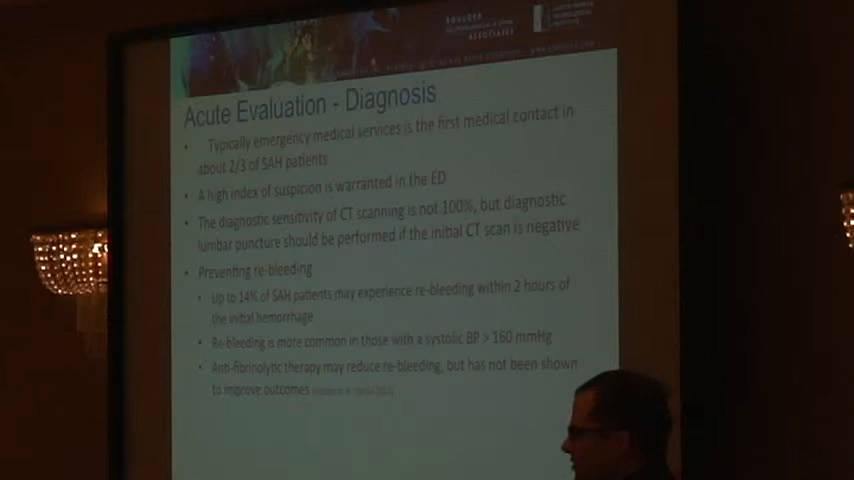 BOULDER
ASSOCIATES
Acute Evaluation - Diagnosis
• Typically emergency medical services is the first medical contact in
about 2/3 of SAH patients
• A high index of suspicion is warranted in the ED
• The diagnostic sensitivity of CT scanning is not 100%, but diagnostic
lumbar puncture should be performed if the initial CT scan is negative
• Preventing re-bleeding
• Up to 14% of SAH patients may experience re-bleeding within 2 hours of
the initial hemorrhage
• Re-bleeding is more common in those with a systolic BP > 160 mmHg
• Anti-fibrinolytic therapy may reduce re-bleeding, but has not been shown
to improve outcomes